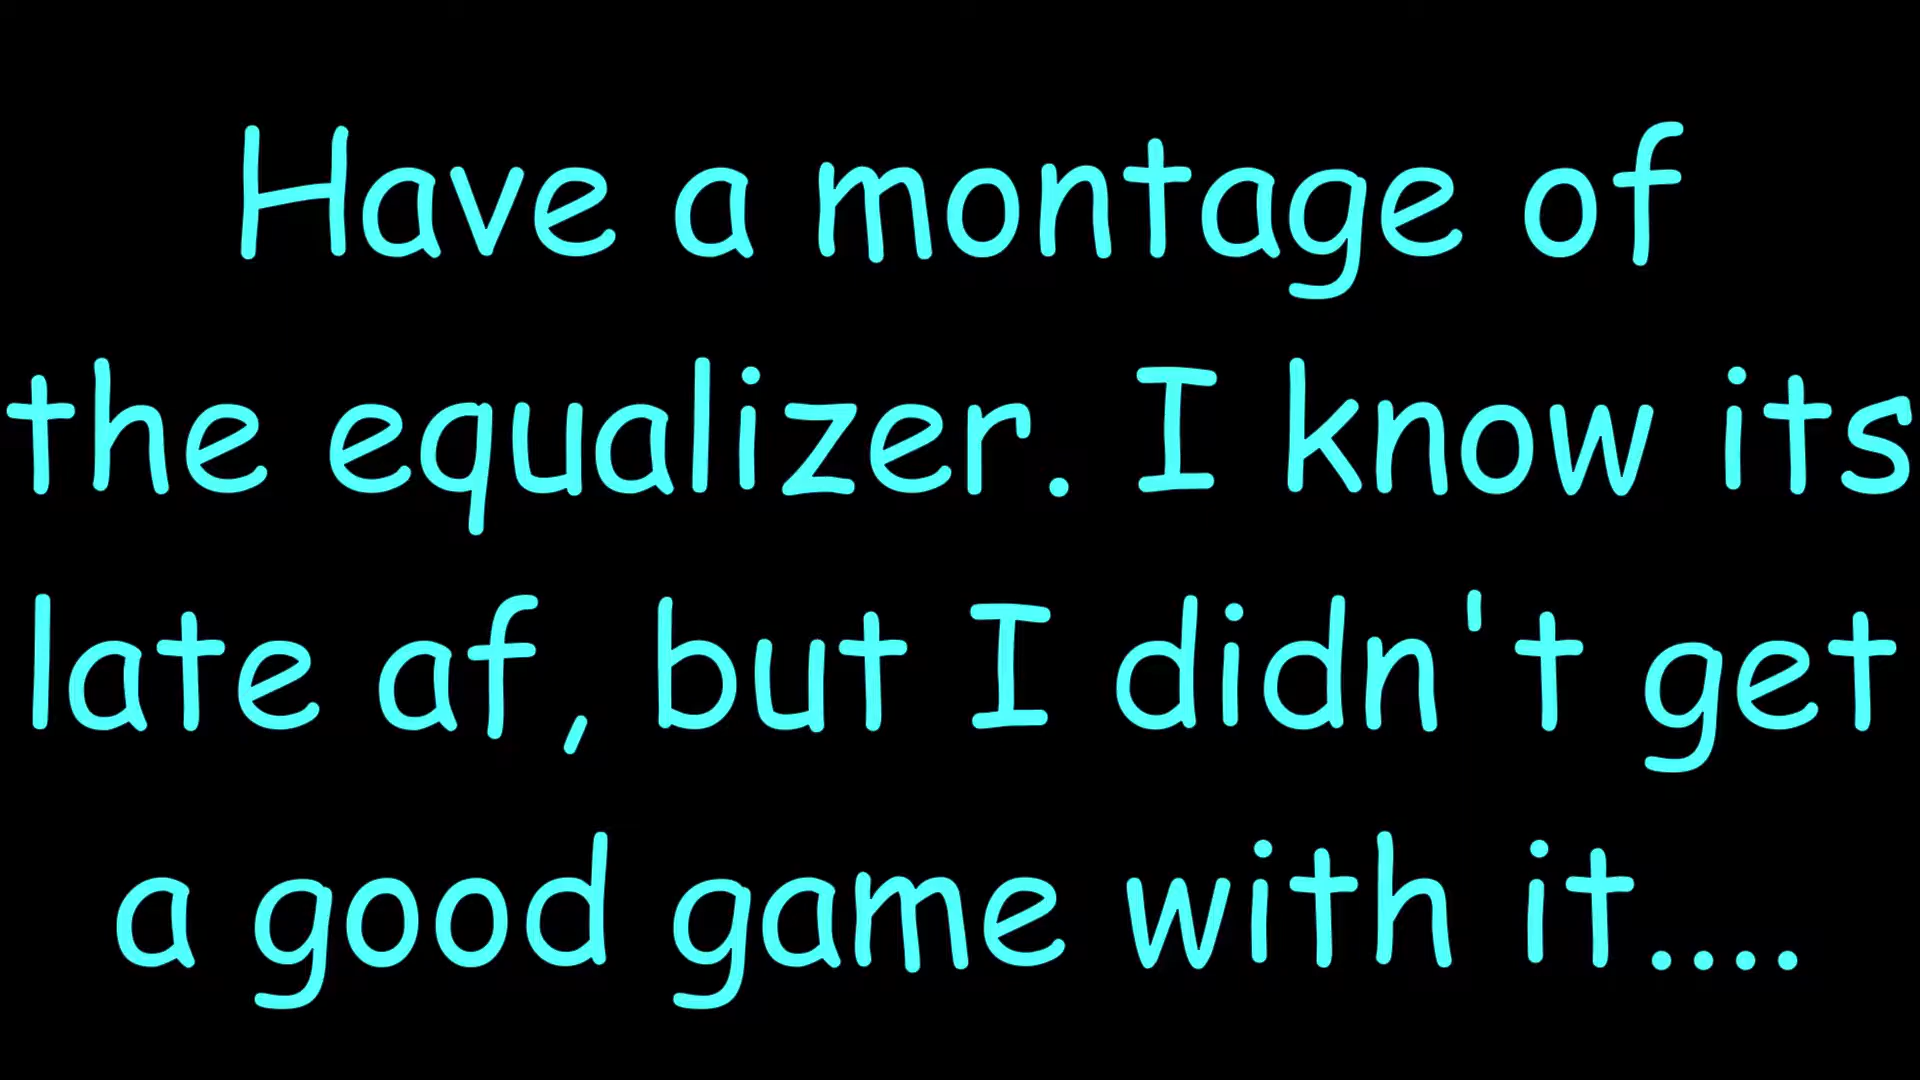 Have a montage of
the equalizer. I know its
late af, but I didn't get
a good game with it....